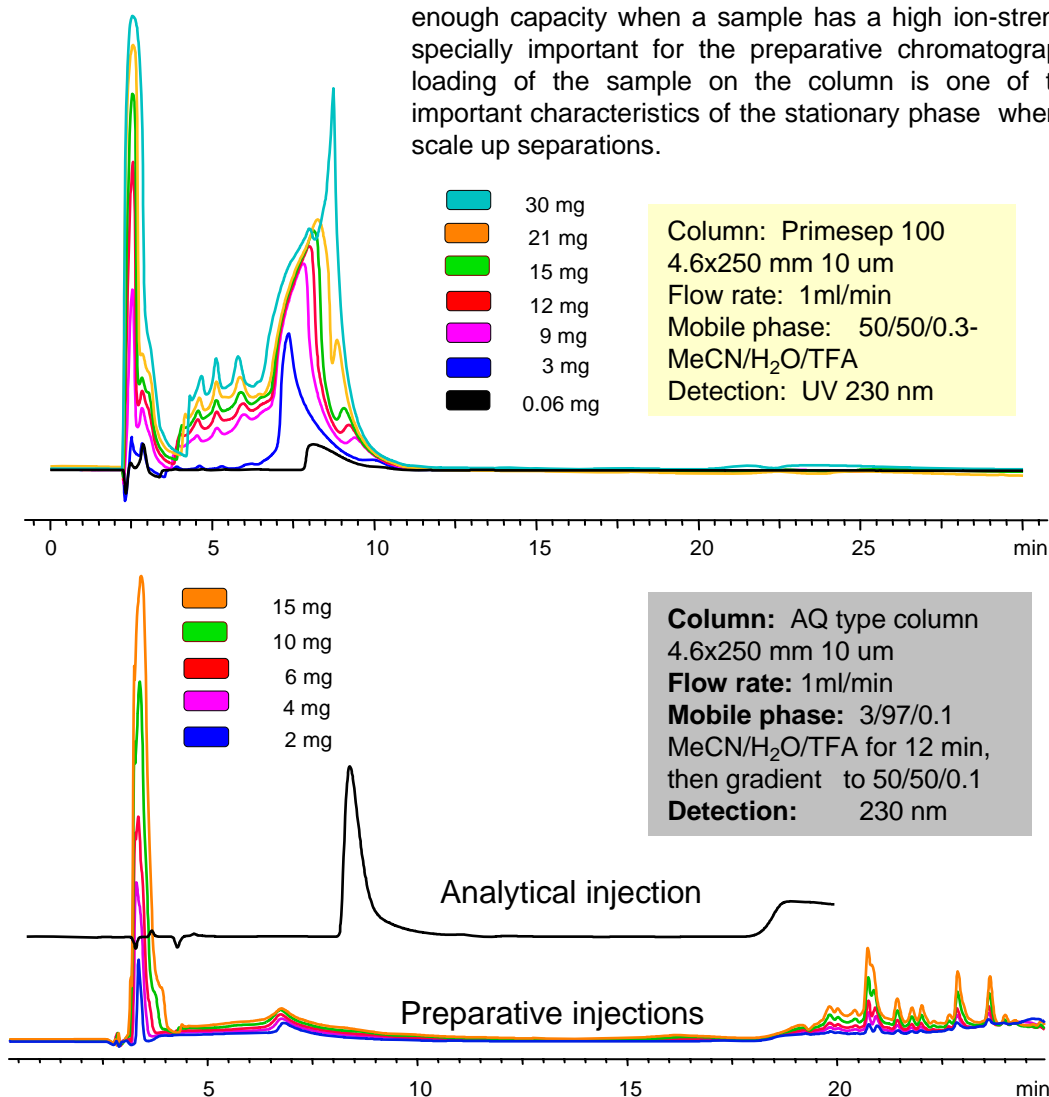 enough capacity when a sample has a high ion-stren
specially important for the preparative chromatograp
loading of the sample on the column is one of t
important characteristics of the stationary phase when
scale up separations.
30 mg
21 mg
15 mg
12 mg
9 mg
3 mg
0.06 mg
Column: Primesep 100
4.6x250 mm 10 um
Flow rate: 1ml/min
Mobile phase: 50/50/0.3-
MeCN/H₂O/TFA
Detection: UV 230 nm
0 5 10 15 20 25 min
15 mg
10 mg
6 mg
4 mg
2 mg
Column: AQ type column
4.6x250 mm 10 um
Flow rate: 1ml/min
Mobile phase: 3/97/0.1
MeCN/H₂O/TFA for 12 min,
then gradient to 50/50/0.1
Detection: 230 nm
Analytical injection
Preparative injections
5 10 15 20 min